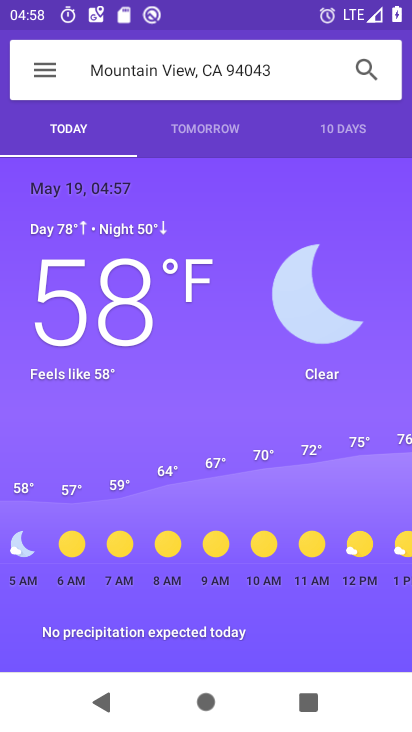 04:58 LTE
Mountain View, CA 94043
TODAY TOMORROW 10 DAYS
May 19, 04:57
Day 78°↑ • Night 50°↓
58°F
Feels like 58° Clear
58° 57° 59° 64° 67° 70° 72° 75° 76
5 AM 6 AM 7 AM 8 AM 9 AM 10 AM 11 AM 12 PM 1 P
No precipitation expected today